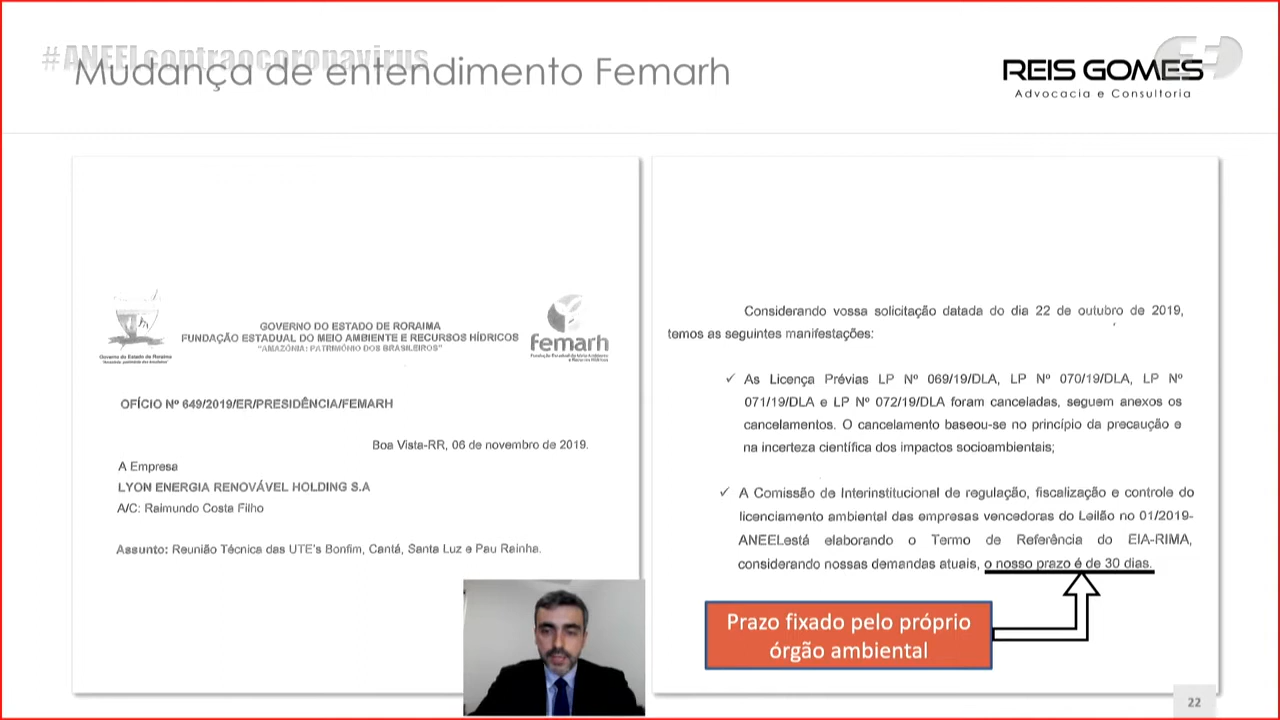 #ANEELcontraocoronavirus
Mudança de entendimento Femarh
REIS GOMES
Advocacia e Consultoria
GOVERNO DO ESTADO DE RORAIMA
FUNDAÇÃO ESTADUAL DO MEIO AMBIENTE E RECURSOS HÍDRICOS
"AMAZÔNIA: PATRIMÔNIO DOS BRASILEIROS"
Governo do Estado de Roraima
Femarh
OFÍCIO Nº 649/2019/ER/PRESIDÊNCIA/FEMARH
Boa Vista-RR, 06 de novembro de 2019.
A Empresa
LYON ENERGIA RENOVÁVEL HOLDING S.A
A/C: Raimundo Costa Filho
Assunto: Reunião Técnica das UTE's Bonfim, Cantá, Santa Luz e Pau Rainha.
Considerando vossa solicitação datada do dia 22 de outubro de 2019,
temos as seguintes manifestações:
✓ As Licença Prévias LP Nº 069/19/DLA, LP Nº 070/19/DLA, LP Nº
071/19/DLA e LP Nº 072/19/DLA foram canceladas, seguem anexos os
cancelamentos. O cancelamento baseou-se no princípio da precaução e
na incerteza científica dos impactos socioambientais;
✓ A Comissão de Interinstitucional de regulação, fiscalização e controle do
licenciamento ambiental das empresas vencedoras do Leilão no 01/2019-
ANEELestá elaborando o Termo de Referência do EIA-RIMA,
considerando nossas demandas atuais, o nosso prazo é de 30 dias.
Prazo fixado pelo próprio
órgão ambiental
22